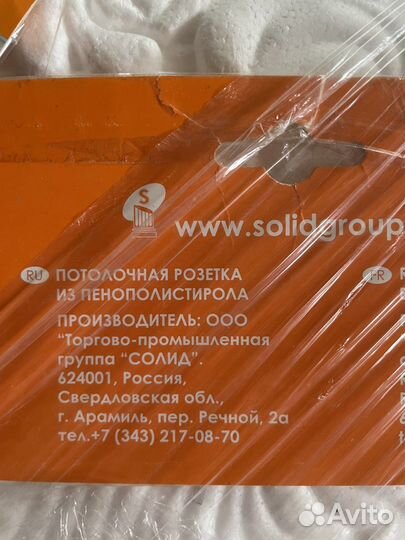 S
www.solidgroup
RU ПОТОЛОЧНАЯ РОЗЕТКА
ИЗ ПЕНОПОЛИСТИРОЛА
ПРОИЗВОДИТЕЛЬ: ООО
"Торгово-промышленная
группа "СОЛИД".
624001, Россия,
Свердловская обл.,
г. Арамиль, пер. Речной, 2а
тел.+7 (343) 217-08-70
FR
Avito